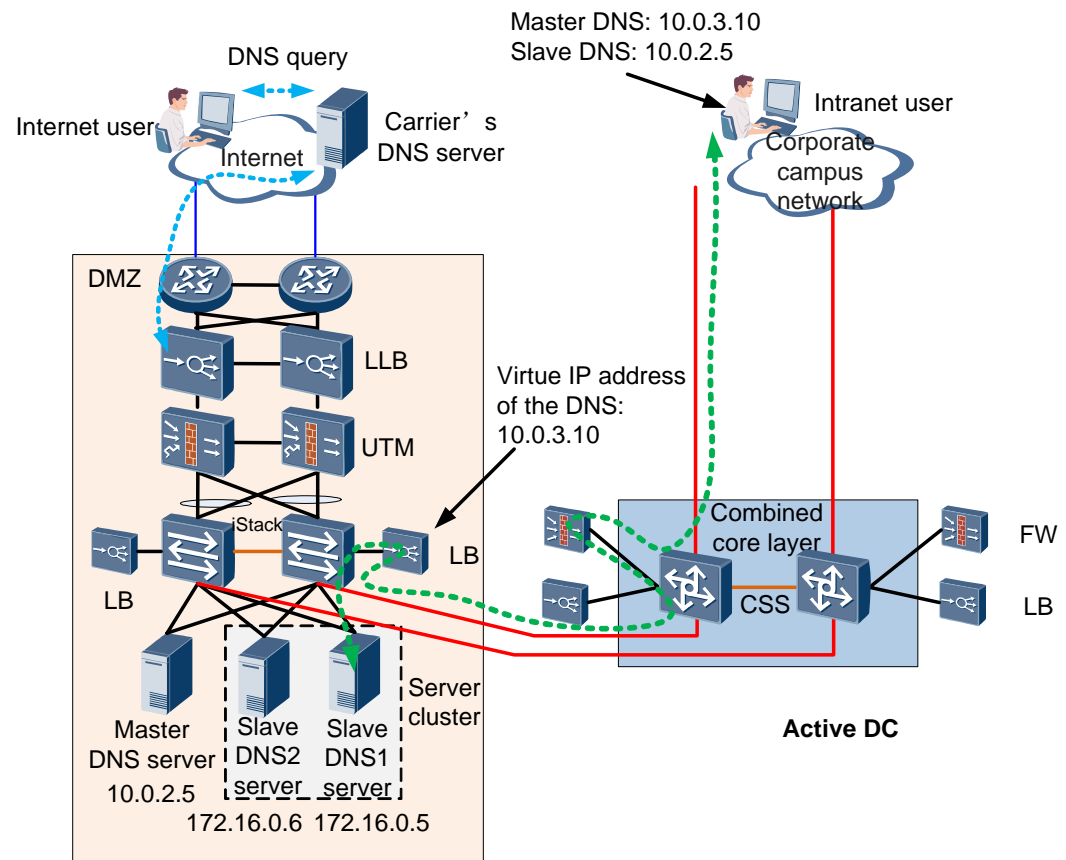 Master DNS: 10.0.3.10
Slave DNS: 10.0.2.5
DNS query
Internet user
Carrier’s
DNS server
Internet
Intranet user
Corporate
campus
network
DMZ
LLB
Virtue IP address
of the DNS:
10.0.3.10
UTM
iStack
LB
LB
Combined
core layer
FW
CSS
LB
Master
DNS server
10.0.2.5
Slave
DNS2
server
Slave
DNS1
server
Server
cluster
172.16.0.6
172.16.0.5
Active DC